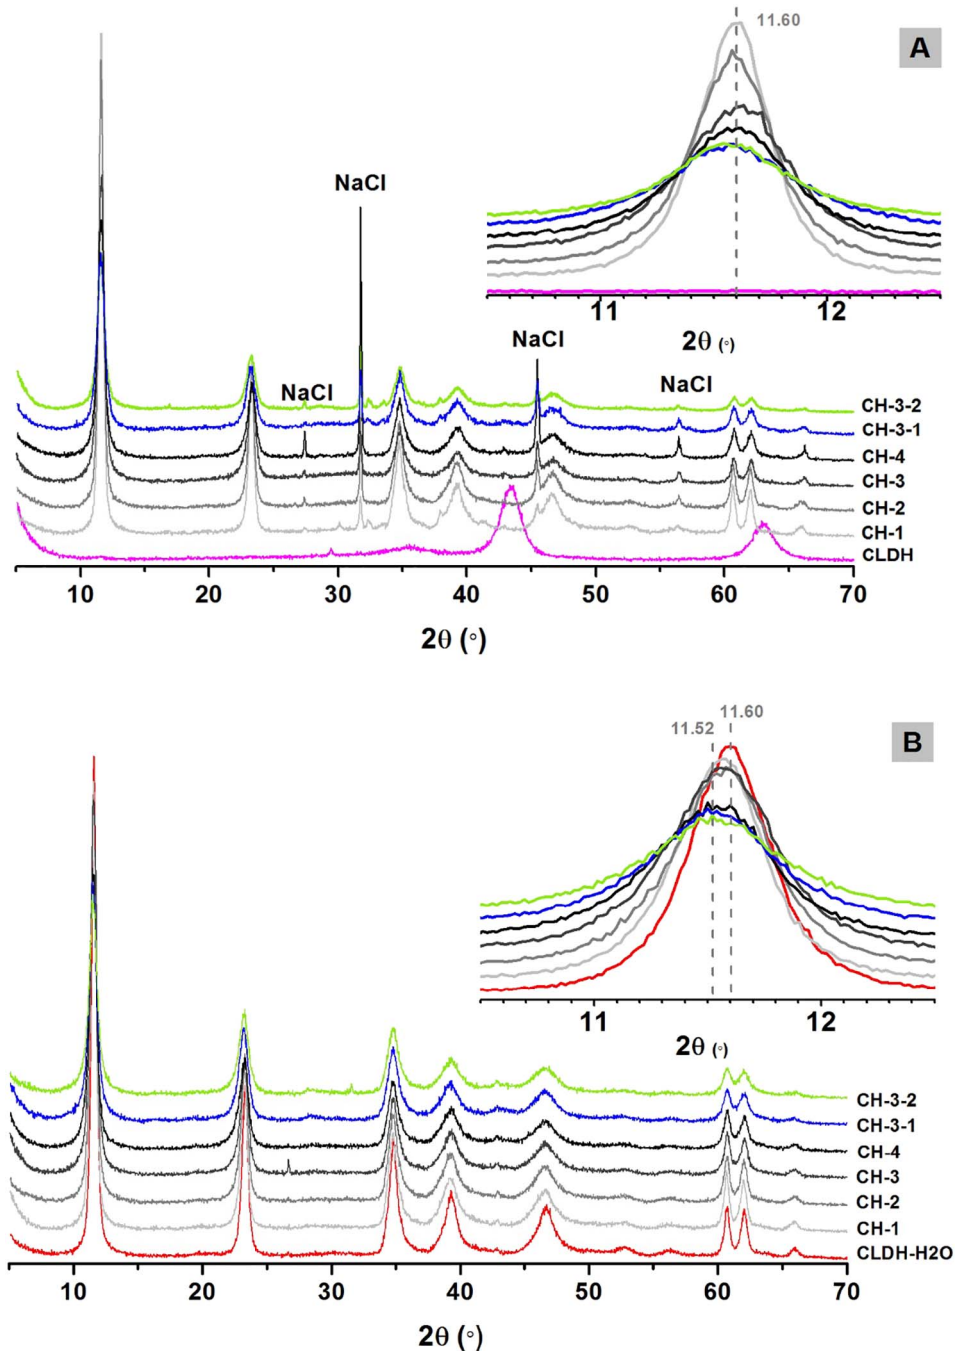 11.60
A
NaCl
11 12
2θ (°)
NaCl
NaCl
NaCl
CH-3-2
CH-3-1
CH-4
CH-3
CH-2
CH-1
CLDH
10 20 30 40 50 60 70
2θ (°)
11.60
11.52
B
11 12
2θ (°)
CH-3-2
CH-3-1
CH-4
CH-3
CH-2
CH-1
CLDH-H2O
10 20 30 40 50 60 70
2θ (°)